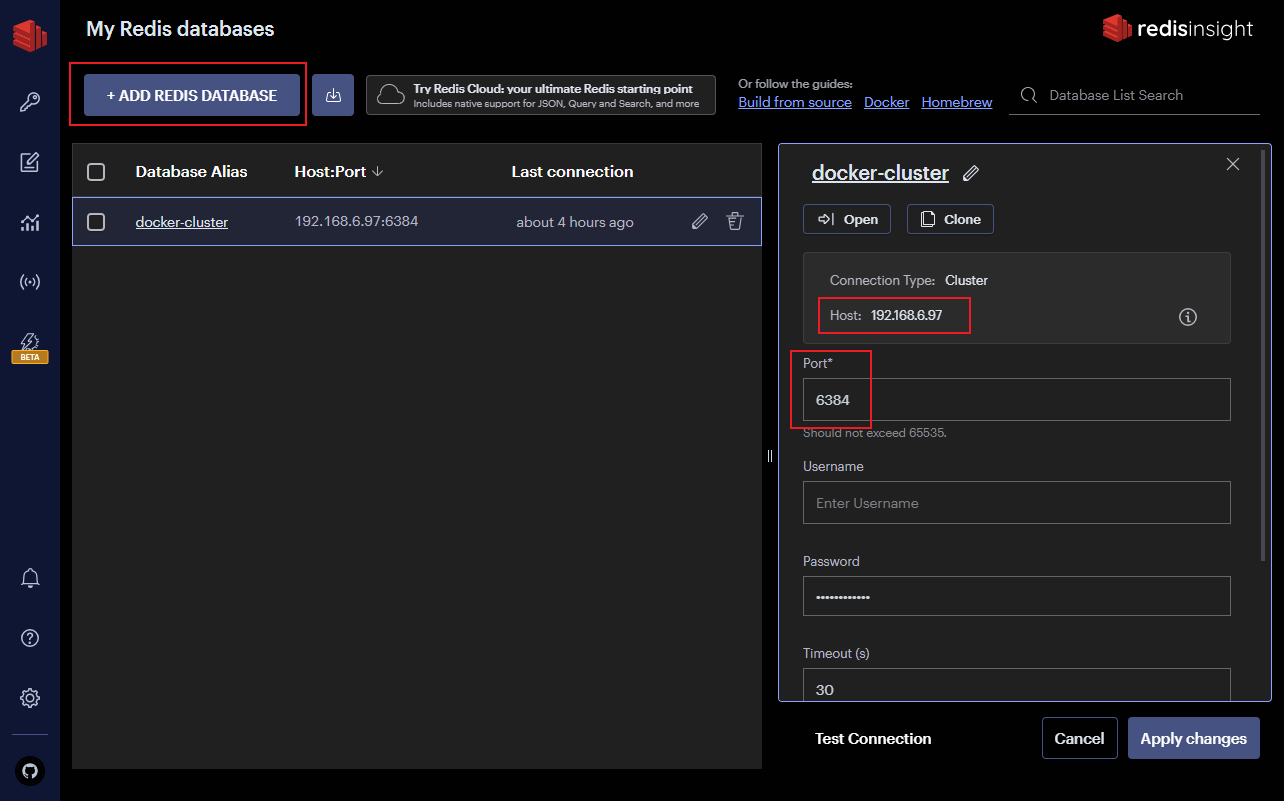 My Redis databases
redisinsight
+ ADD REDIS DATABASE
Try Redis Cloud: your ultimate Redis starting point
Includes native support for JSON, Query and Search, and more
Or follow the guides:
Build from source Docker Homebrew
Database List Search
Database Alias Host:Port Last connection
docker-cluster 192.168.6.97:6384 about 4 hours ago
BETA
docker-cluster
Open Clone
Connection Type: Cluster
Host: 192.168.6.97
Port*
6384
Should not exceed 65535.
Username
Enter Username
Password
••••••••••••
Timeout (s)
30
Test Connection Cancel Apply changes